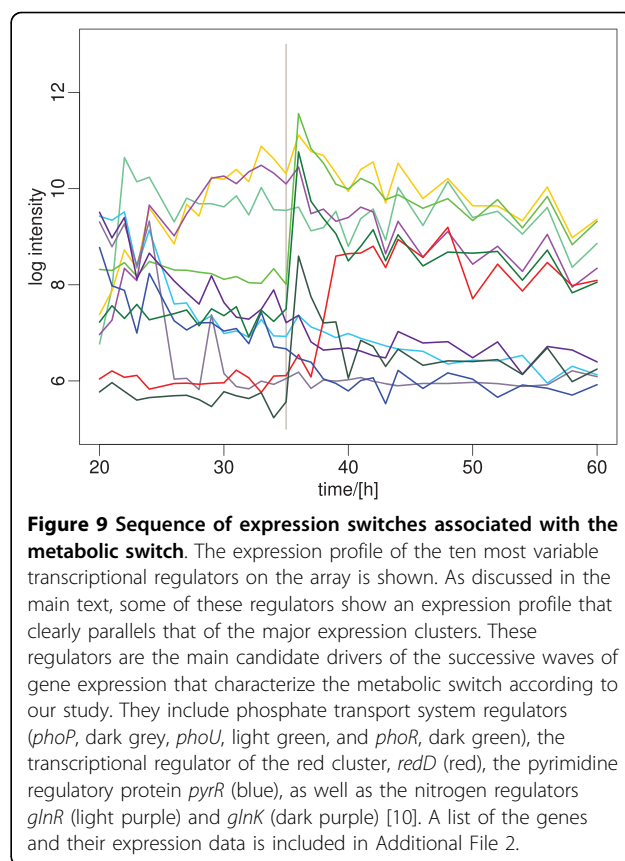 12
10
8
6
log intensity
20
30
40
50
60
time/[h]
Figure 9 Sequence of expression switches associated with the
metabolic switch. The expression profile of the ten most variable
transcriptional regulators on the array is shown. As discussed in the
main text, some of these regulators show an expression profile that
clearly parallels that of the major expression clusters. These
regulators are the main candidate drivers of the successive waves of
gene expression that characterize the metabolic switch according to
our study. They include phosphate transport system regulators
(phoP, dark grey, phoU, light green, and phoR, dark green), the
transcriptional regulator of the red cluster, redD (red), the pyrimidine
regulatory protein pyrR (blue), as well as the nitrogen regulators
glnR (light purple) and glnK (dark purple) [10]. A list of the genes
and their expression data is included in Additional File 2.